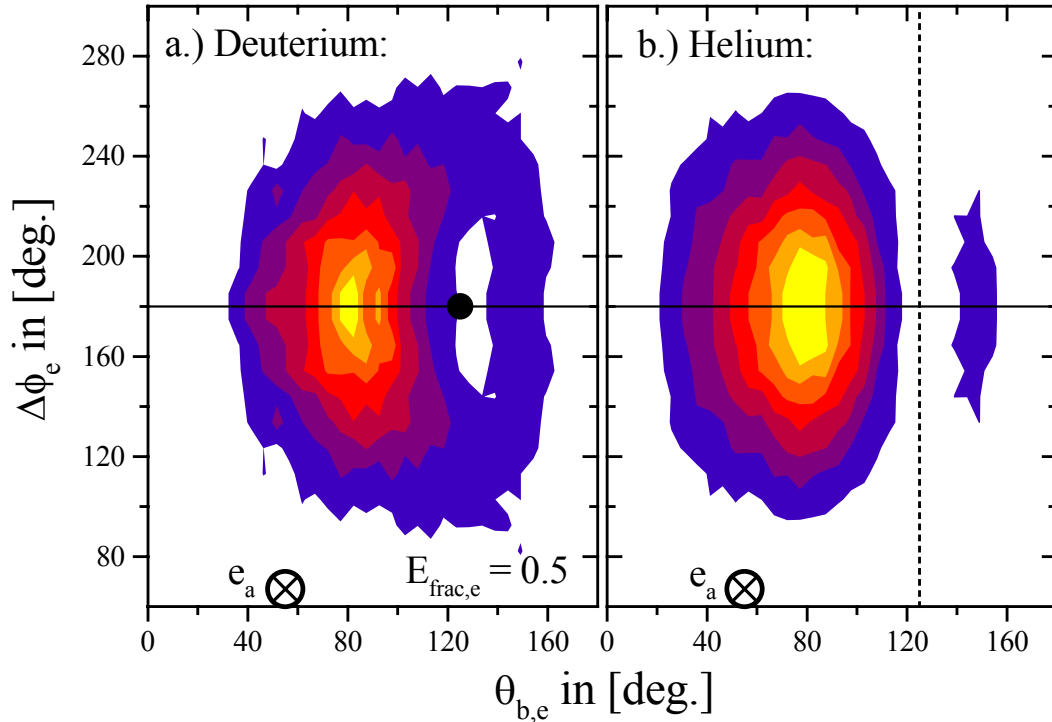 a.) Deuterium:
b.) Helium:
280
240
200
160
120
80
Δϕe in [deg.]
ea
Efrac,e = 0.5
ea
0
40
80
120
160
0
40
80
120
160
θb,e in [deg.]